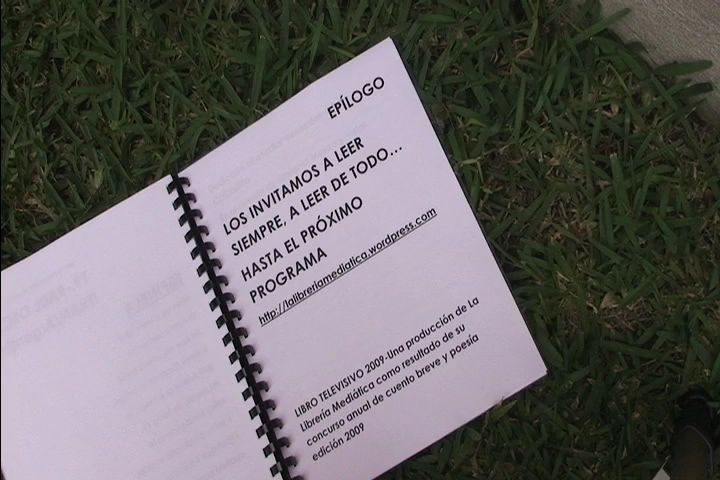 EPÍLOGO
LOS INVITAMOS A LEER
SIEMPRE, A LEER DE TODO...
HASTA EL PRÓXIMO
PROGRAMA
http://lalibreriamediatica.wordpress.com
LIBRO TELEVISIVO 2009-Una producción de La
Librería Mediática como resultado de su
concurso anual de cuento breve y poesía
edición 2009